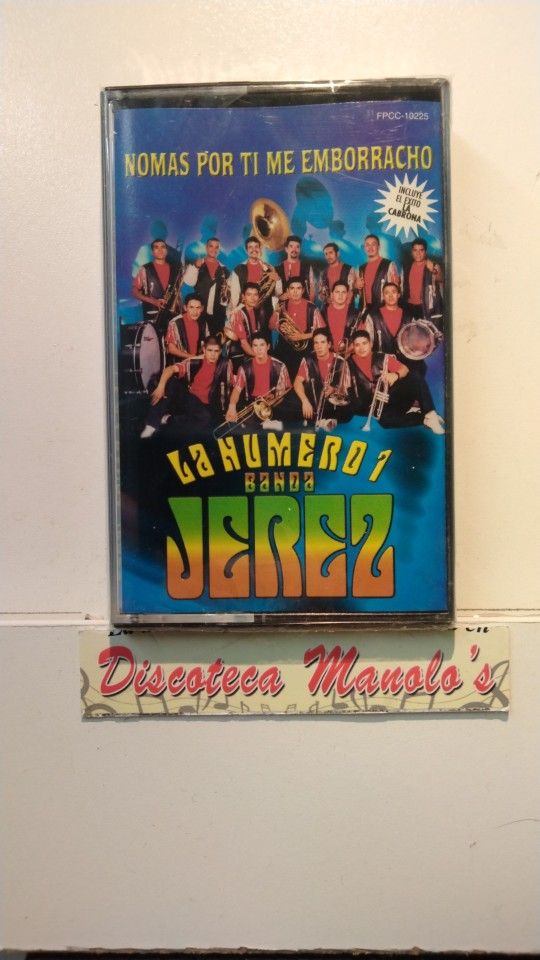 FPCC-10225
NOMAS POR TI ME EMBORRACHO
INCLUYE
EL EXITO
LA
CABRONA
LA NUMERO 1
BANDA
JEREZ
en
Discoteca Manolo's